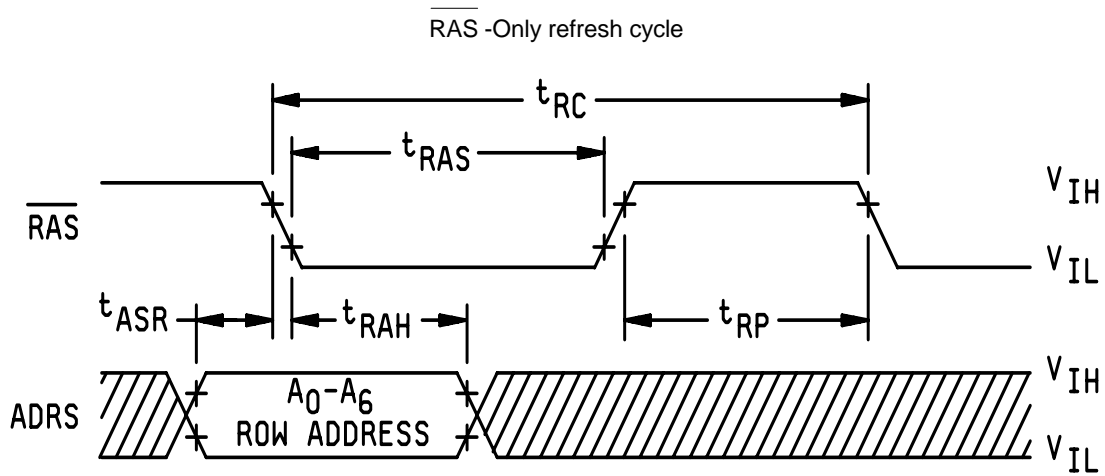 RAS -Only refresh cycle
tRC
tRAS
RAS
VIH
VIL
tASR
tRAH
tRP
ADRS
A0-A6
ROW ADDRESS
VIH
VIL